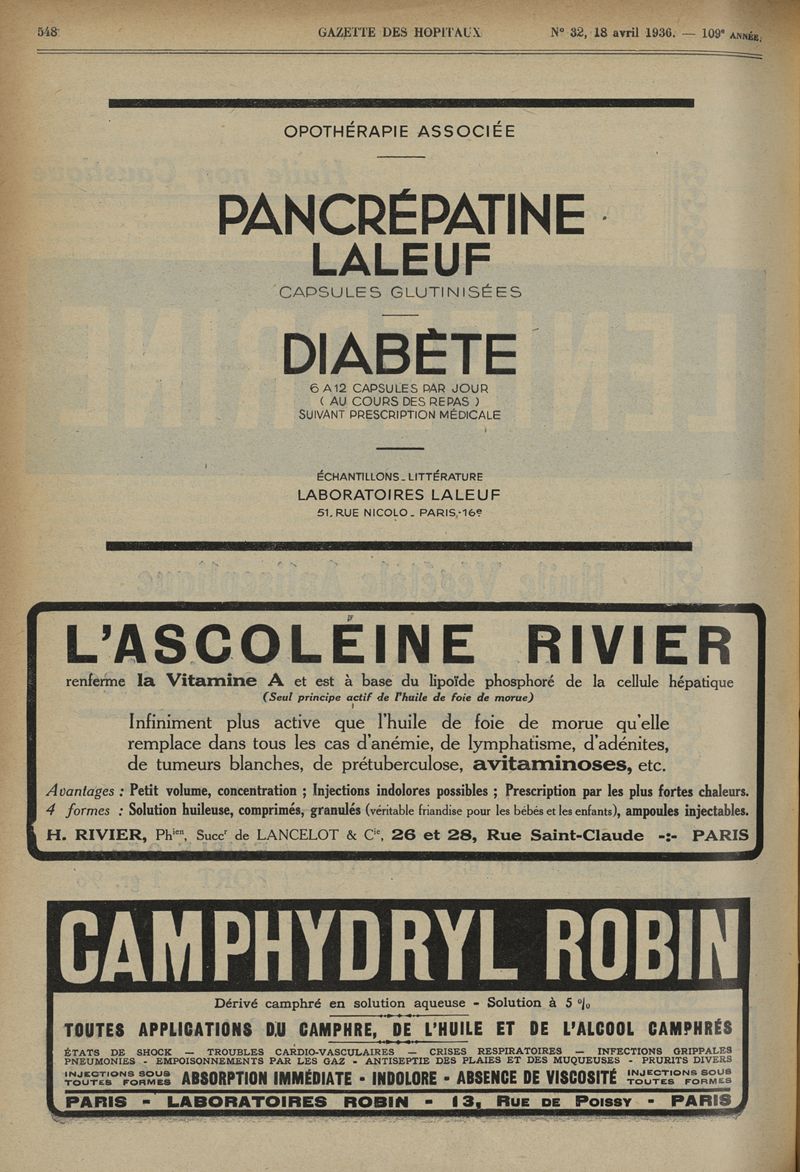 548
GAZETTE DES HOPITAUX
N° 32, 18 avril 1936. — 109e ANNÉE.
OPOTHÉRAPIE ASSOCIÉE
PANCRÉPATINE
LALEUF
CAPSULES GLUTINISÉES
DIABÈTE
6 A 12 CAPSULES PAR JOUR
( AU COURS DES REPAS )
SUIVANT PRESCRIPTION MÉDICALE
ÉCHANTILLONS_LITTÉRATURE
LABORATOIRES LALEUF
51, RUE NICOLO_ PARIS-16e
L'ASCOLÉINE RIVIER
renferme la Vitamine A et est à base du lipoïde phosphoré de la cellule hépatique
(Seul principe actif de l'huile de foie de morue)
Infiniment plus active que l'huile de foie de morue qu'elle
remplace dans tous les cas d'anémie, de lymphatisme, d'adénites,
de tumeurs blanches, de prétuberculose, avitaminoses, etc.
Avantages : Petit volume, concentration ; Injections indolores possibles ; Prescription par les plus fortes chaleurs.
4 formes : Solution huileuse, comprimés, granulés (véritable friandise pour les bébés et les enfants), ampoules injectables.
H. RIVIER, Phien, Succr de LANCELOT & Cie, 26 et 28, Rue Saint-Claude -:- PARIS
CAMPHYDRYL ROBIN
Dérivé camphré en solution aqueuse - Solution à 5 %
TOUTES APPLICATIONS DU CAMPHRE, DE L'HUILE ET DE L'ALCOOL CAMPHRÉS
ÉTATS DE SHOCK — TROUBLES CARDIO-VASCULAIRES — CRISES RESPIRATOIRES — INFECTIONS GRIPPALES
PNEUMONIES - EMPOISONNEMENTS PAR LES GAZ - ANTISEPTIE DES PLAIES ET DES MUQUEUSES - PRURITS DIVERS
INJECTIONS SOUS TOUTES FORMES ABSORPTION IMMÉDIATE - INDOLORE - ABSENCE DE VISCOSITÉ INJECTIONS SOUS TOUTES FORMES
PARIS - LABORATOIRES ROBIN - 13, RUE DE POISSY - PARIS